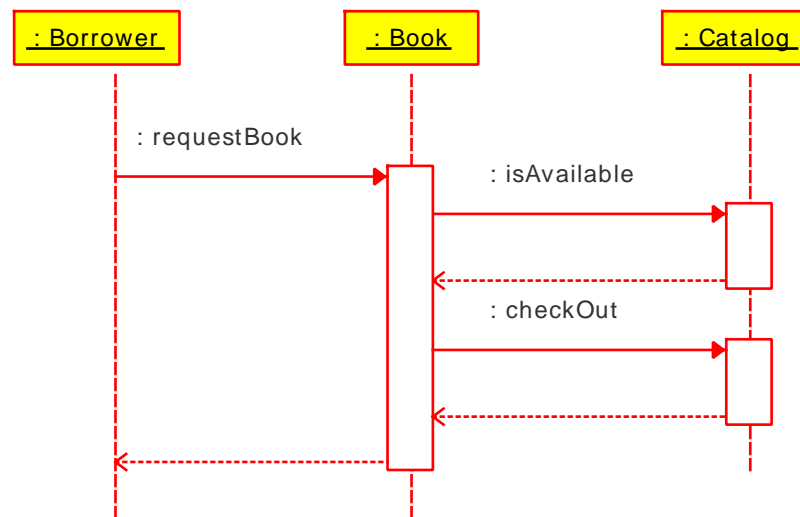 : Borrower
: Book
: Catalog
: requestBook
: isAvailable
: checkOut